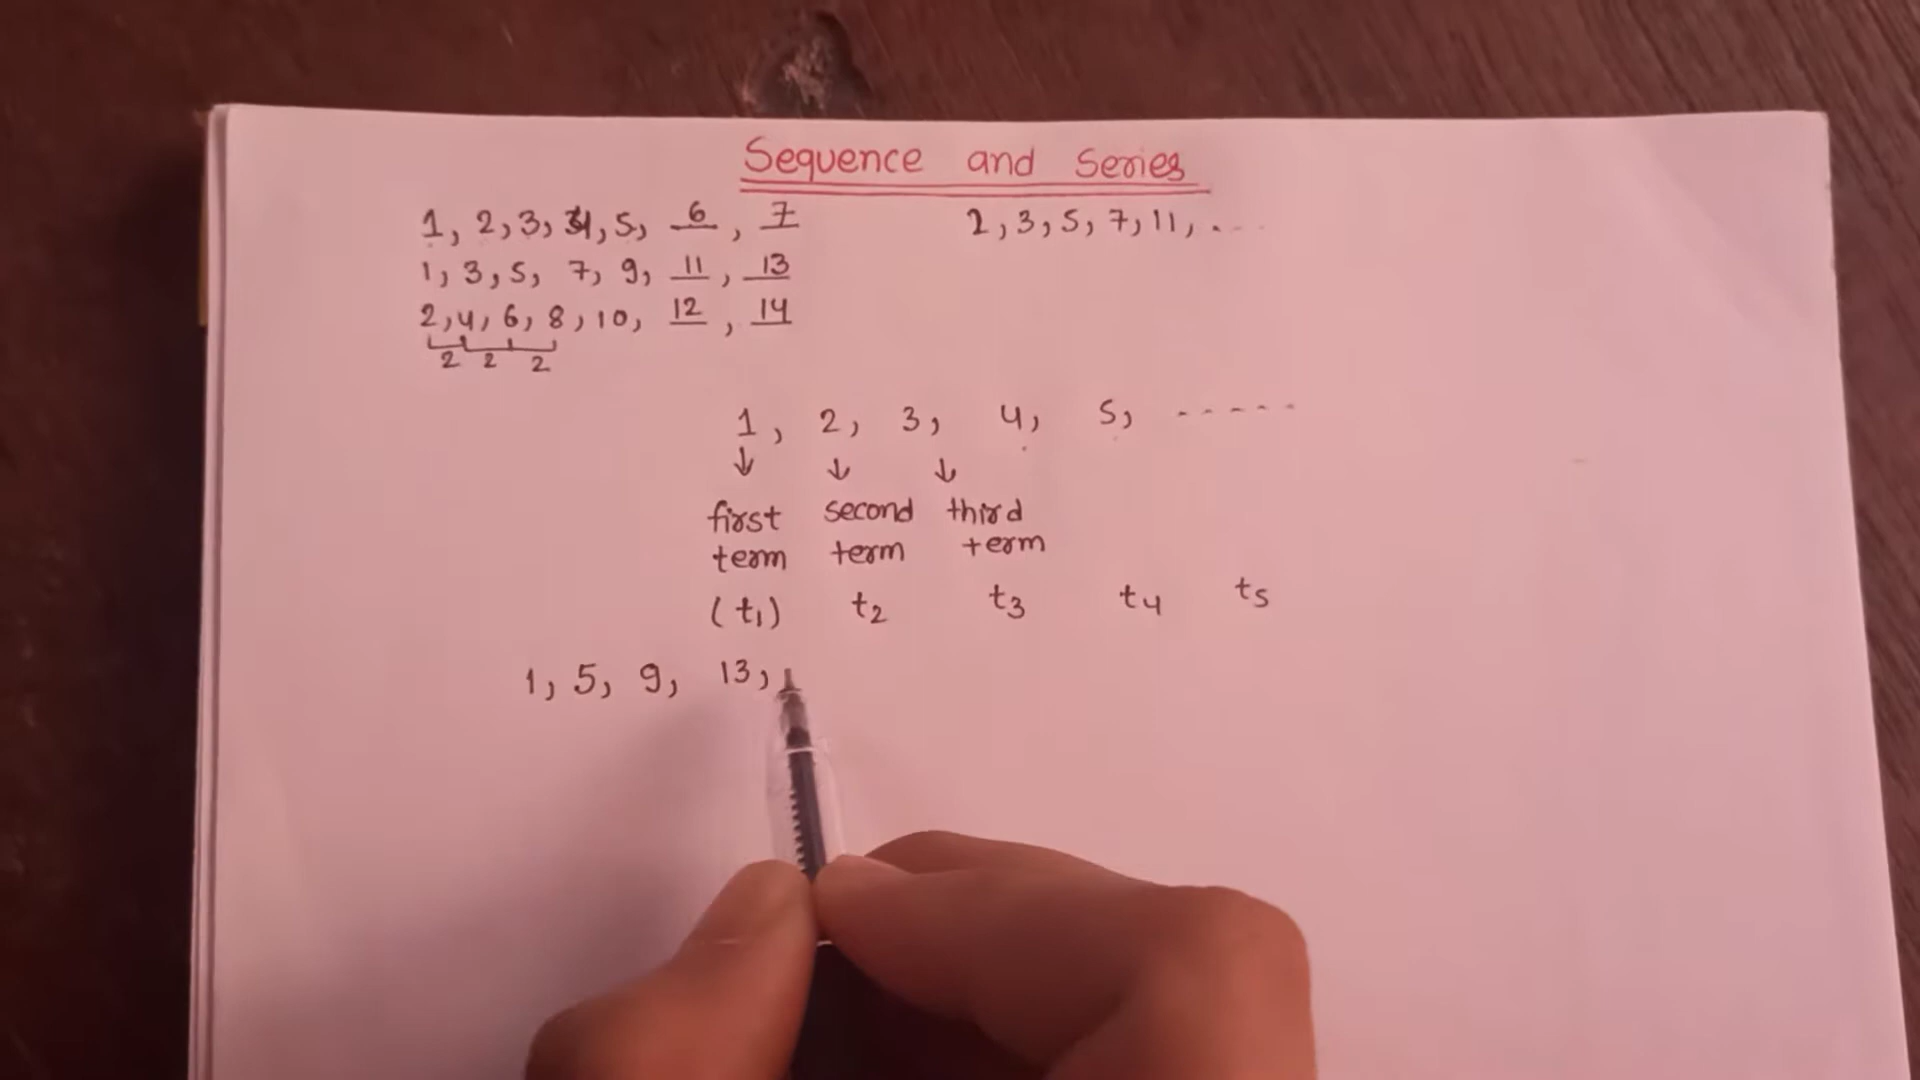 Sequence and Series
1, 2, 3, 4, 5, 6, 7
2, 3, 5, 7, 11, ....
1, 3, 5, 7, 9, 11, 13
2, 4, 6, 8, 10, 12, 14
2 2 2
1, 2, 3, 4, 5, -----
↓ ↓ ↓
first second third
term term term
(t1) t2 t3 t4 t5
1, 5, 9, 13,